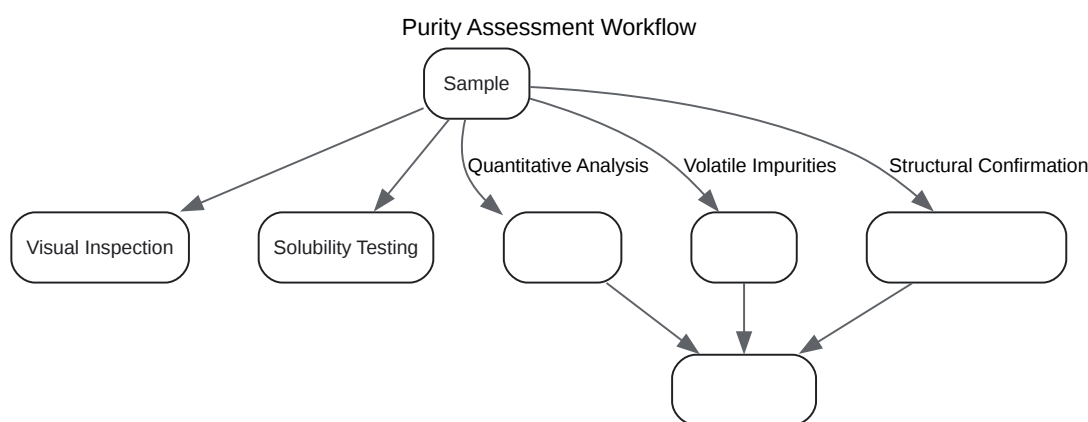 Purity Assessment Workflow
Sample
Quantitative Analysis
Volatile Impurities
Structural Confirmation
Visual Inspection
Solubility Testing